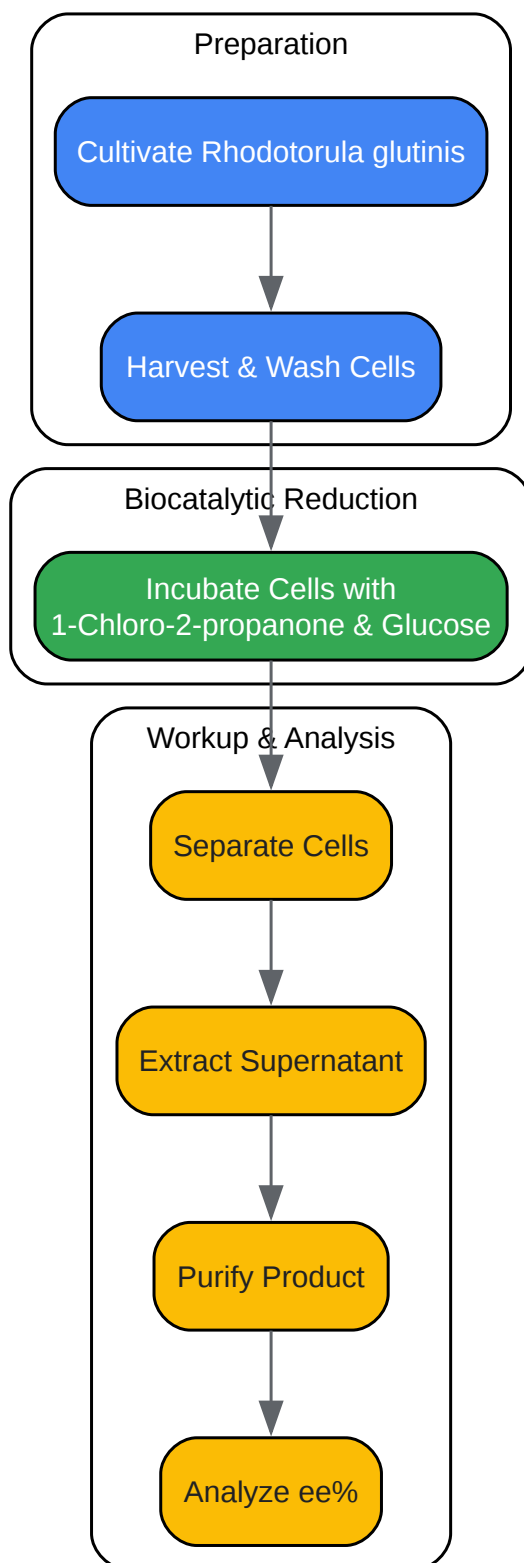 Preparation
Cultivate Rhodotorula glutinis
Harvest & Wash Cells
Biocatalytic Reduction
Incubate Cells with
1-Chloro-2-propanone & Glucose
Workup & Analysis
Separate Cells
Extract Supernatant
Purify Product
Analyze ee%